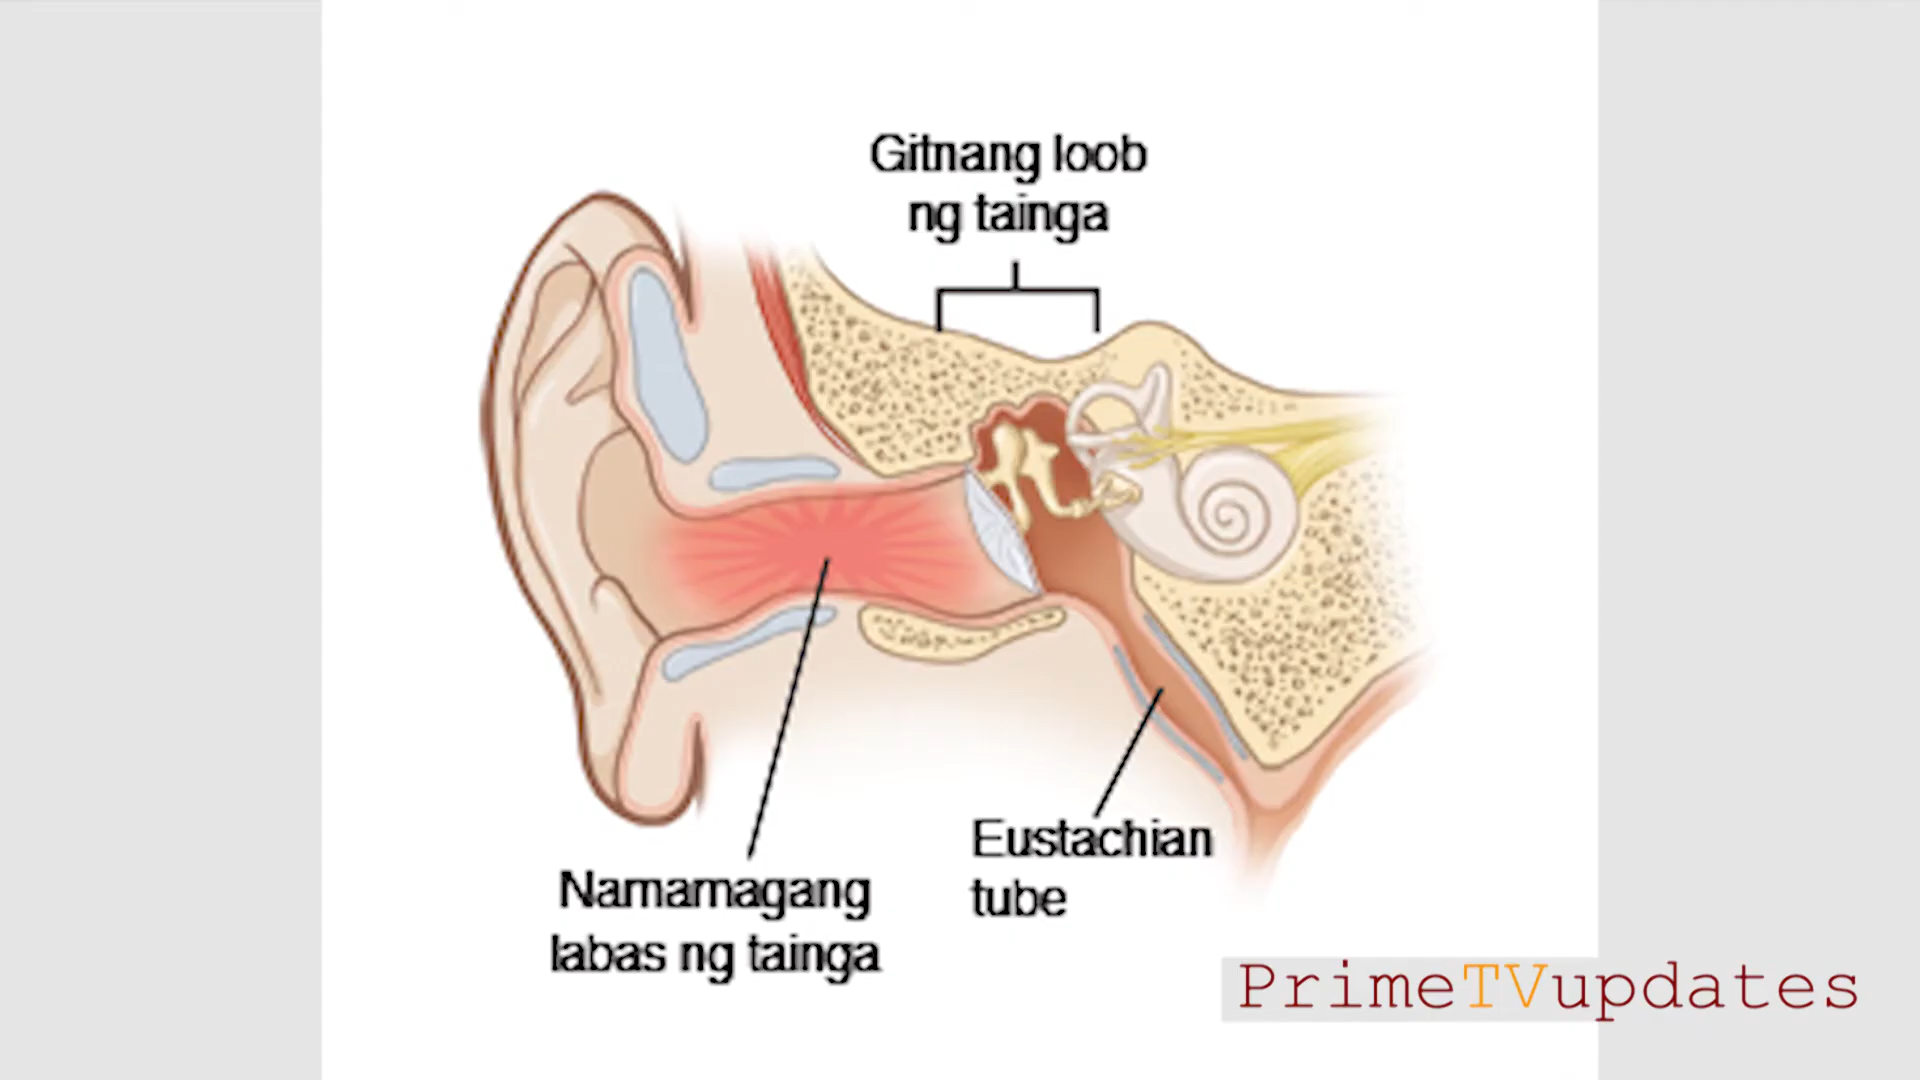 Gitnang loob
ng tainga
Namamagang
labas ng tainga
Eustachian
tube
PrimeTVupdates